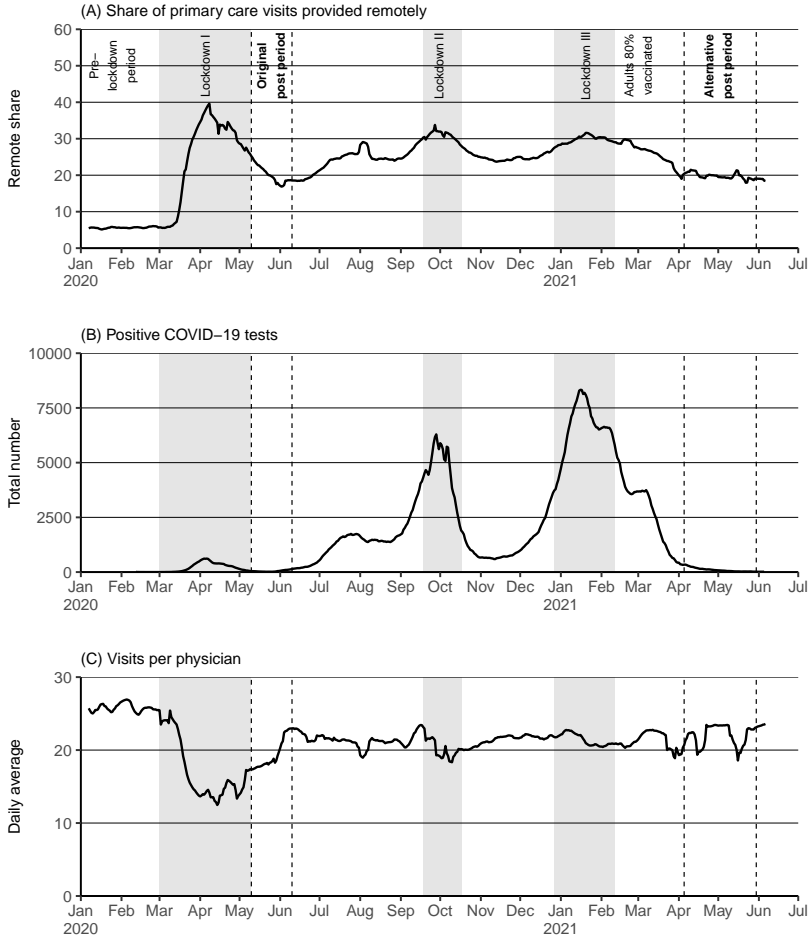 (A) Share of primary care visits provided remotely
Remote share
60
50
40
30
20
10
0
Pre−
lockdown
period
Lockdown I
Original
post period
Lockdown II
Lockdown III
Adults 80%
vaccinated
Alternative
post period
Jan Feb Mar Apr May Jun Jul Aug Sep Oct Nov Dec Jan Feb Mar Apr May Jun Jul
2020 2021
(B) Positive COVID−19 tests
Total number
10000
7500
5000
2500
0
Jan Feb Mar Apr May Jun Jul Aug Sep Oct Nov Dec Jan Feb Mar Apr May Jun Jul
2020 2021
(C) Visits per physician
Daily average
30
20
10
0
Jan Feb Mar Apr May Jun Jul Aug Sep Oct Nov Dec Jan Feb Mar Apr May Jun Jul
2020 2021